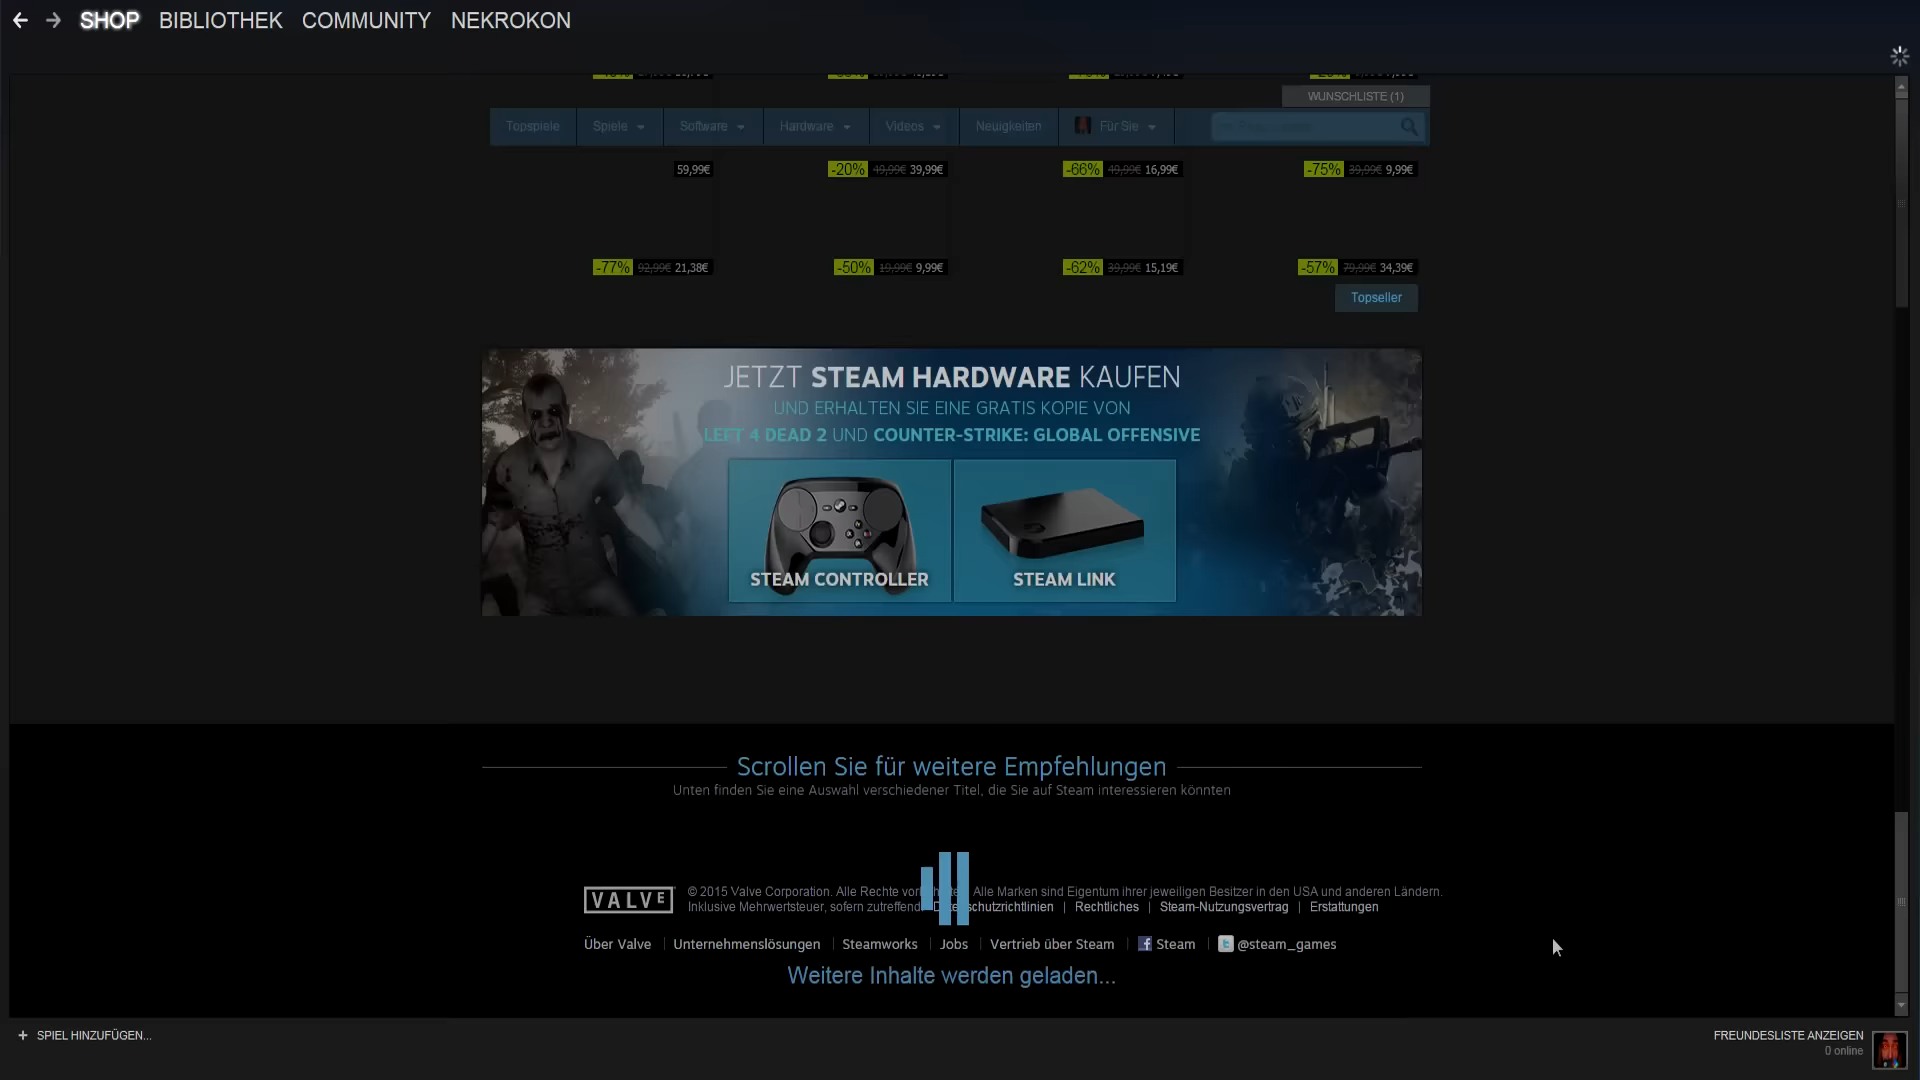 SHOP BIBLIOTHEK COMMUNITY NEKROKON
WUNSCHLISTE (1)
Topspiele Spiele Software Hardware Videos Neuigkeiten Für Sie
59,99€ -20% 49,99€ 39,99€ -66% 49,99€ 16,99€ -75% 39,99€ 9,99€
-77% 92,99€ 21,38€ -50% 19,99€ 9,99€ -62% 39,99€ 15,19€ -57% 79,99€ 34,39€
Topseller
JETZT STEAM HARDWARE KAUFEN
UND ERHALTEN SIE EINE GRATIS KOPIE VON
LEFT 4 DEAD 2 UND COUNTER-STRIKE: GLOBAL OFFENSIVE
STEAM CONTROLLER STEAM LINK
Scrollen Sie für weitere Empfehlungen
Unten finden Sie eine Auswahl verschiedener Titel, die Sie auf Steam interessieren könnten
VALVE © 2015 Valve Corporation. Alle Rechte Alle Marken sind Eigentum ihrer jeweiligen Besitzer in den USA und anderen Ländern.
Inklusive Mehrwertsteuer, sofern zutreffend. | Rechtliches | Steam-Nutzungsvertrag | Erstattungen
Über Valve | Unternehmenslösungen | Steamworks | Jobs | Vertrieb über Steam | Steam | @steam_games
Weitere Inhalte werden geladen...
+ SPIEL HINZUFÜGEN... FREUNDESLISTE ANZEIGEN
0 online